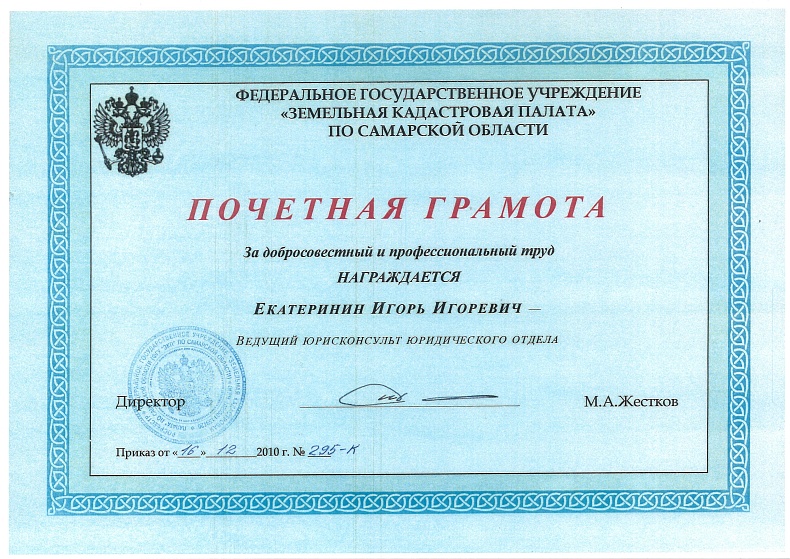 ФЕДЕРАЛЬНОЕ ГОСУДАРСТВЕННОЕ УЧРЕЖДЕНИЕ
«ЗЕМЕЛЬНАЯ КАДАСТРОВАЯ ПАЛАТА»
ПО САМАРСКОЙ ОБЛАСТИ
ПОЧЕТНАЯ ГРАМОТА
За добросовестный и профессиональный труд
НАГРАЖДАЕТСЯ
ЕКАТЕРИНИН ИГОРЬ ИГОРЕВИЧ —
ВЕДУЩИЙ ЮРИСКОНСУЛЬТ ЮРИДИЧЕСКОГО ОТДЕЛА
Директор М.А.Жестков
Приказ от «16» 12 2010 г. № 295-К